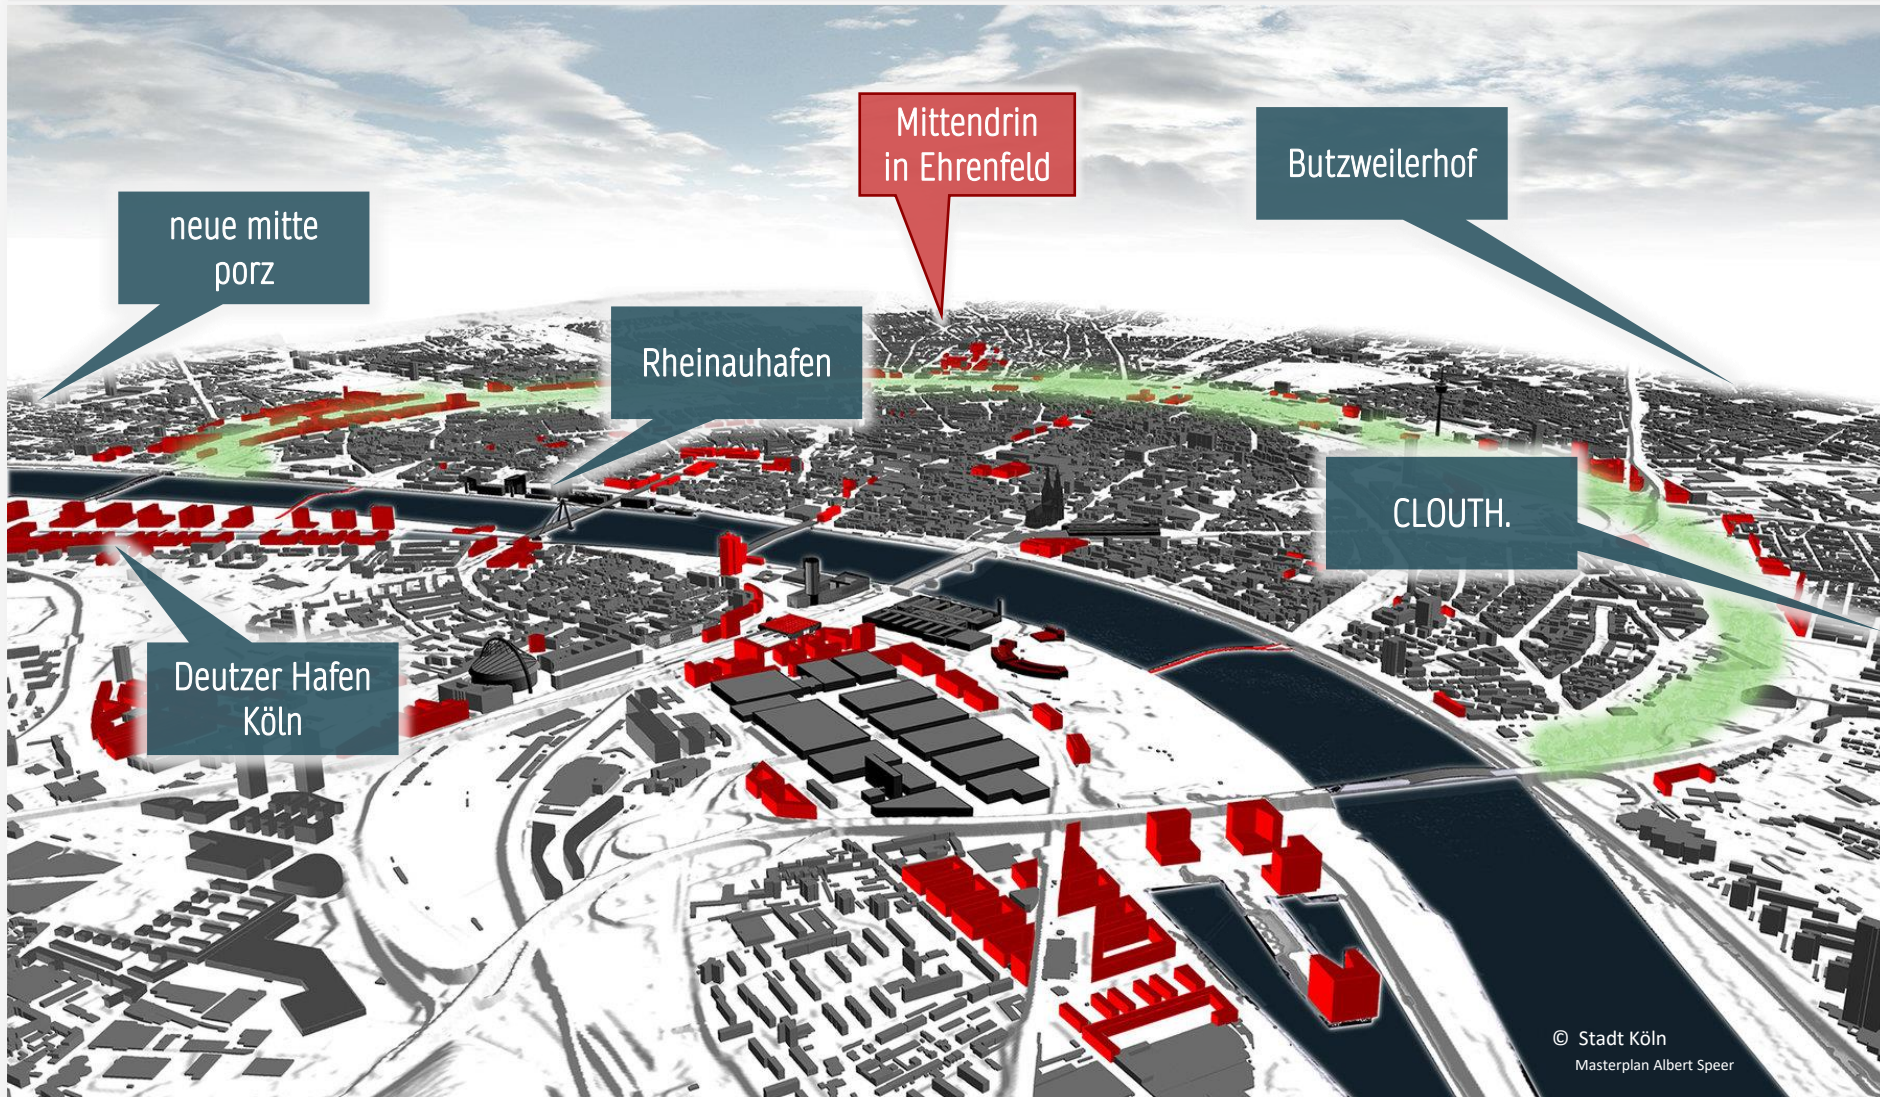 Mittendrin
in Ehrenfeld
Butzweilerhof
neue mitte
porz
Rheinauhafen
CLOUTH.
Deutzer Hafen
Köln
© Stadt Köln
Masterplan Albert Speer